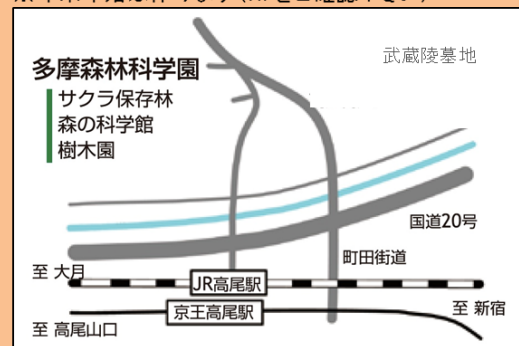 多摩森林科学園
サクラ保存林
森の科学館
樹木園
武蔵陵墓地
国道20号
町田街道
至 大月
JR高尾駅
至 新宿
京王高尾駅
至 高尾山口